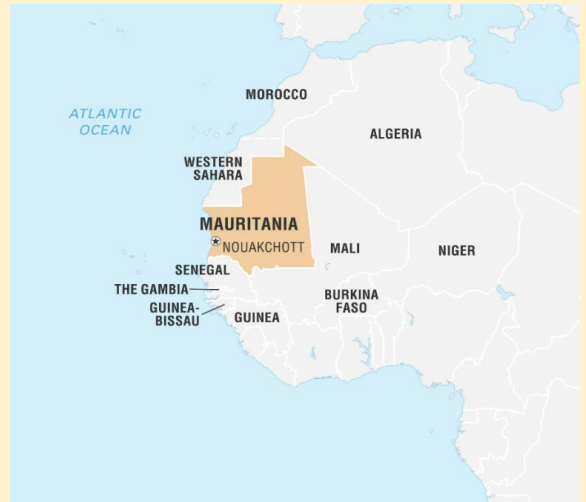 MOROCCO
ATLANTIC
OCEAN
ALGERIA
WESTERN
SAHARA
MAURITANIA
NOUAKCHOTT
MALI
NIGER
SENEGAL
THE GAMBIA
GUINEA-
BISSAU
GUINEA
BURKINA
FASO